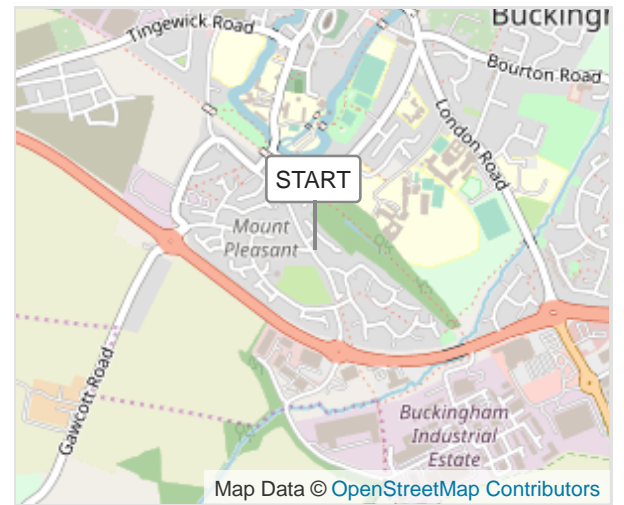 Buckingh
Tingewick Road
Bourton Road
London Road
START
Mount
Pleasant
Gawcott Road
Buckingham
Industrial
Estate
Map Data © OpenStreetMap Contributors